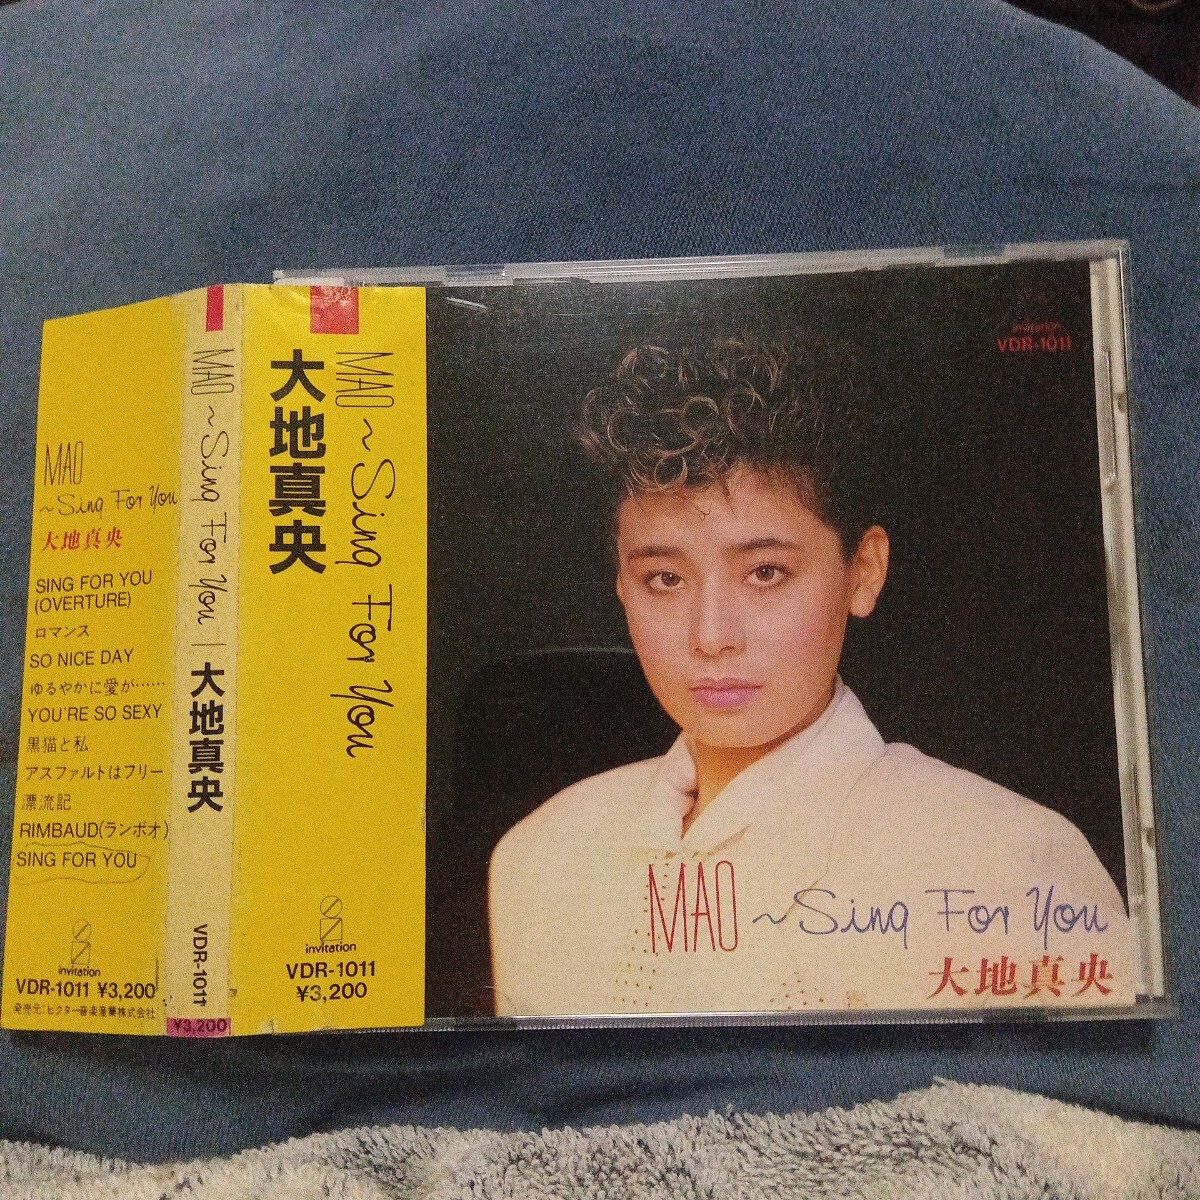 MAO
~Sing For You
大地真央
SING FOR YOU
(OVERTURE)
ロマンス
SO NICE DAY
ゆるやかに愛が……
YOU'RE SO SEXY
黒猫と私
アスファルトはフリー
漂流記
RIMBAUD(ランボオ)
SING FOR YOU
invitation
VDR-1011 ¥3,200
発売元:ビクター音楽産業株式会社
MAO ~Sing For You | 大地真央
VDR-1011
¥3,200
MAO ~Sing For You
大地真央
invitation
VDR-1011
¥3,200
invitation
VDR-1011
MAO ~Sing For You
大地真央